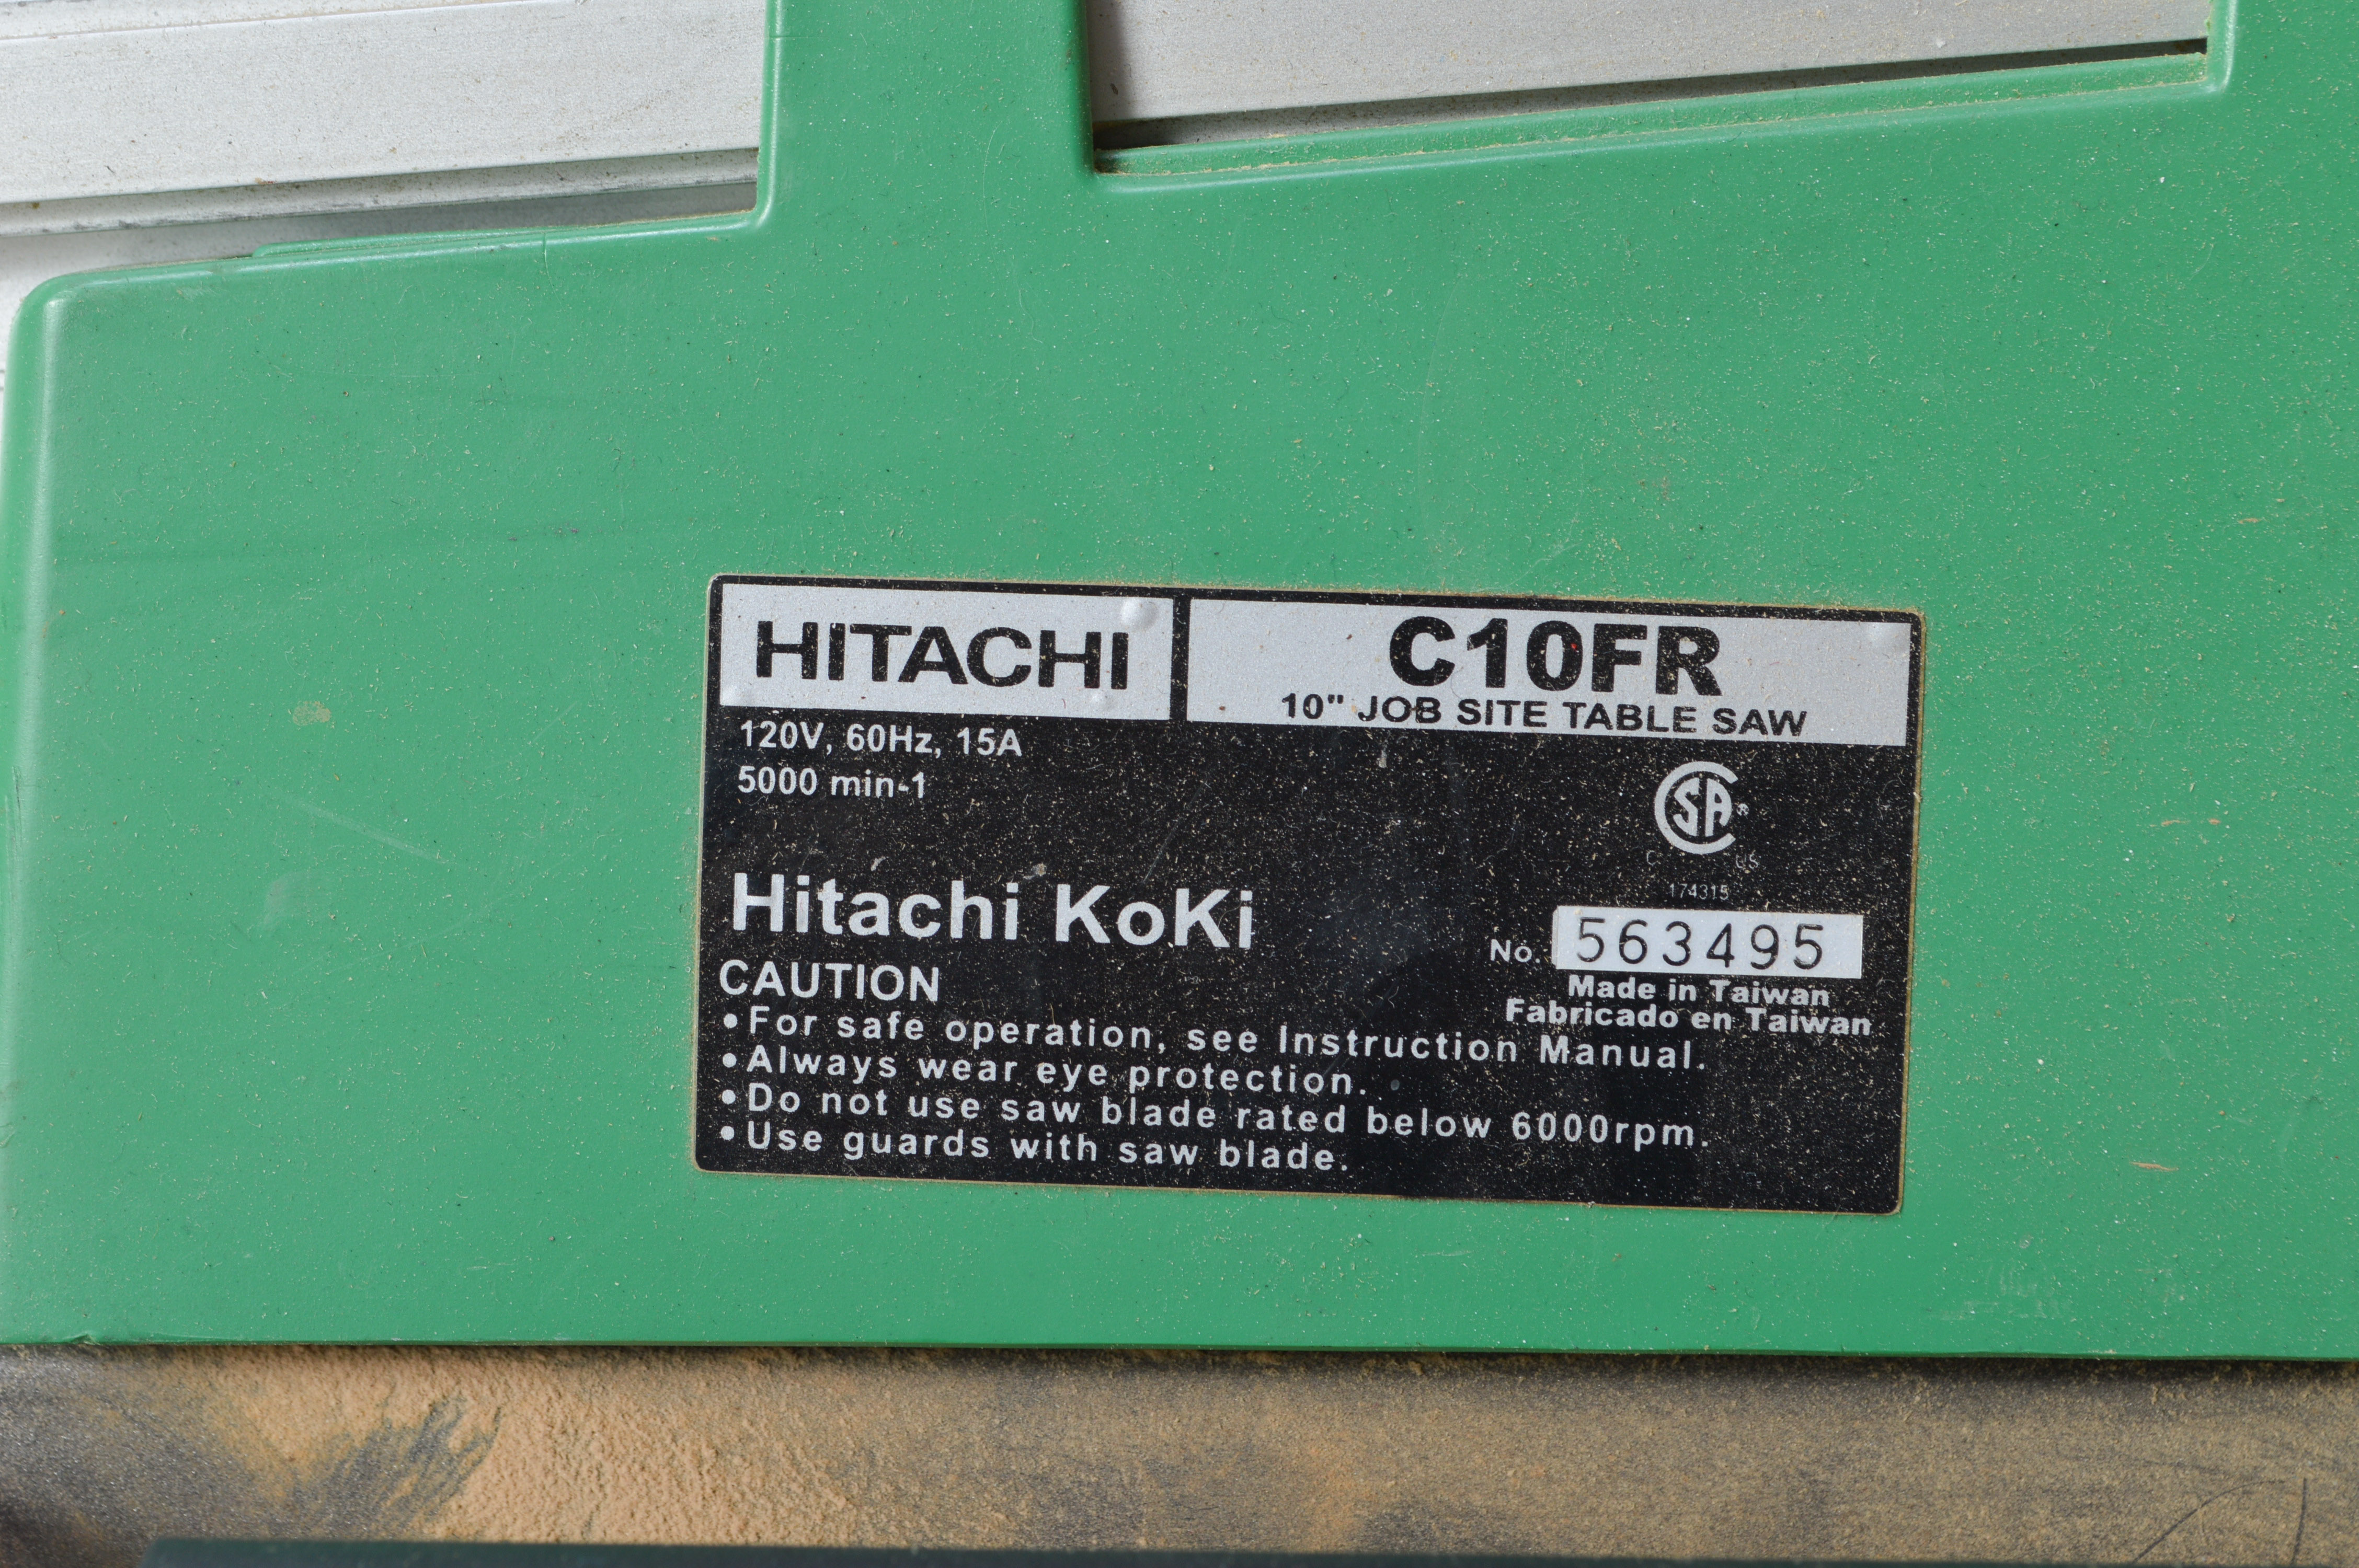 HITACHI
C10FR
10" JOB SITE TABLE SAW
120V, 60Hz, 15A
5000 min-1
CSA®
C US
174315
Hitachi KoKi
No. 563495
Made in Taiwan
Fabricado en Taiwan
CAUTION
•For safe operation, see Instruction Manual.
•Always wear eye protection.
•Do not use saw blade rated below 6000rpm.
•Use guards with saw blade.